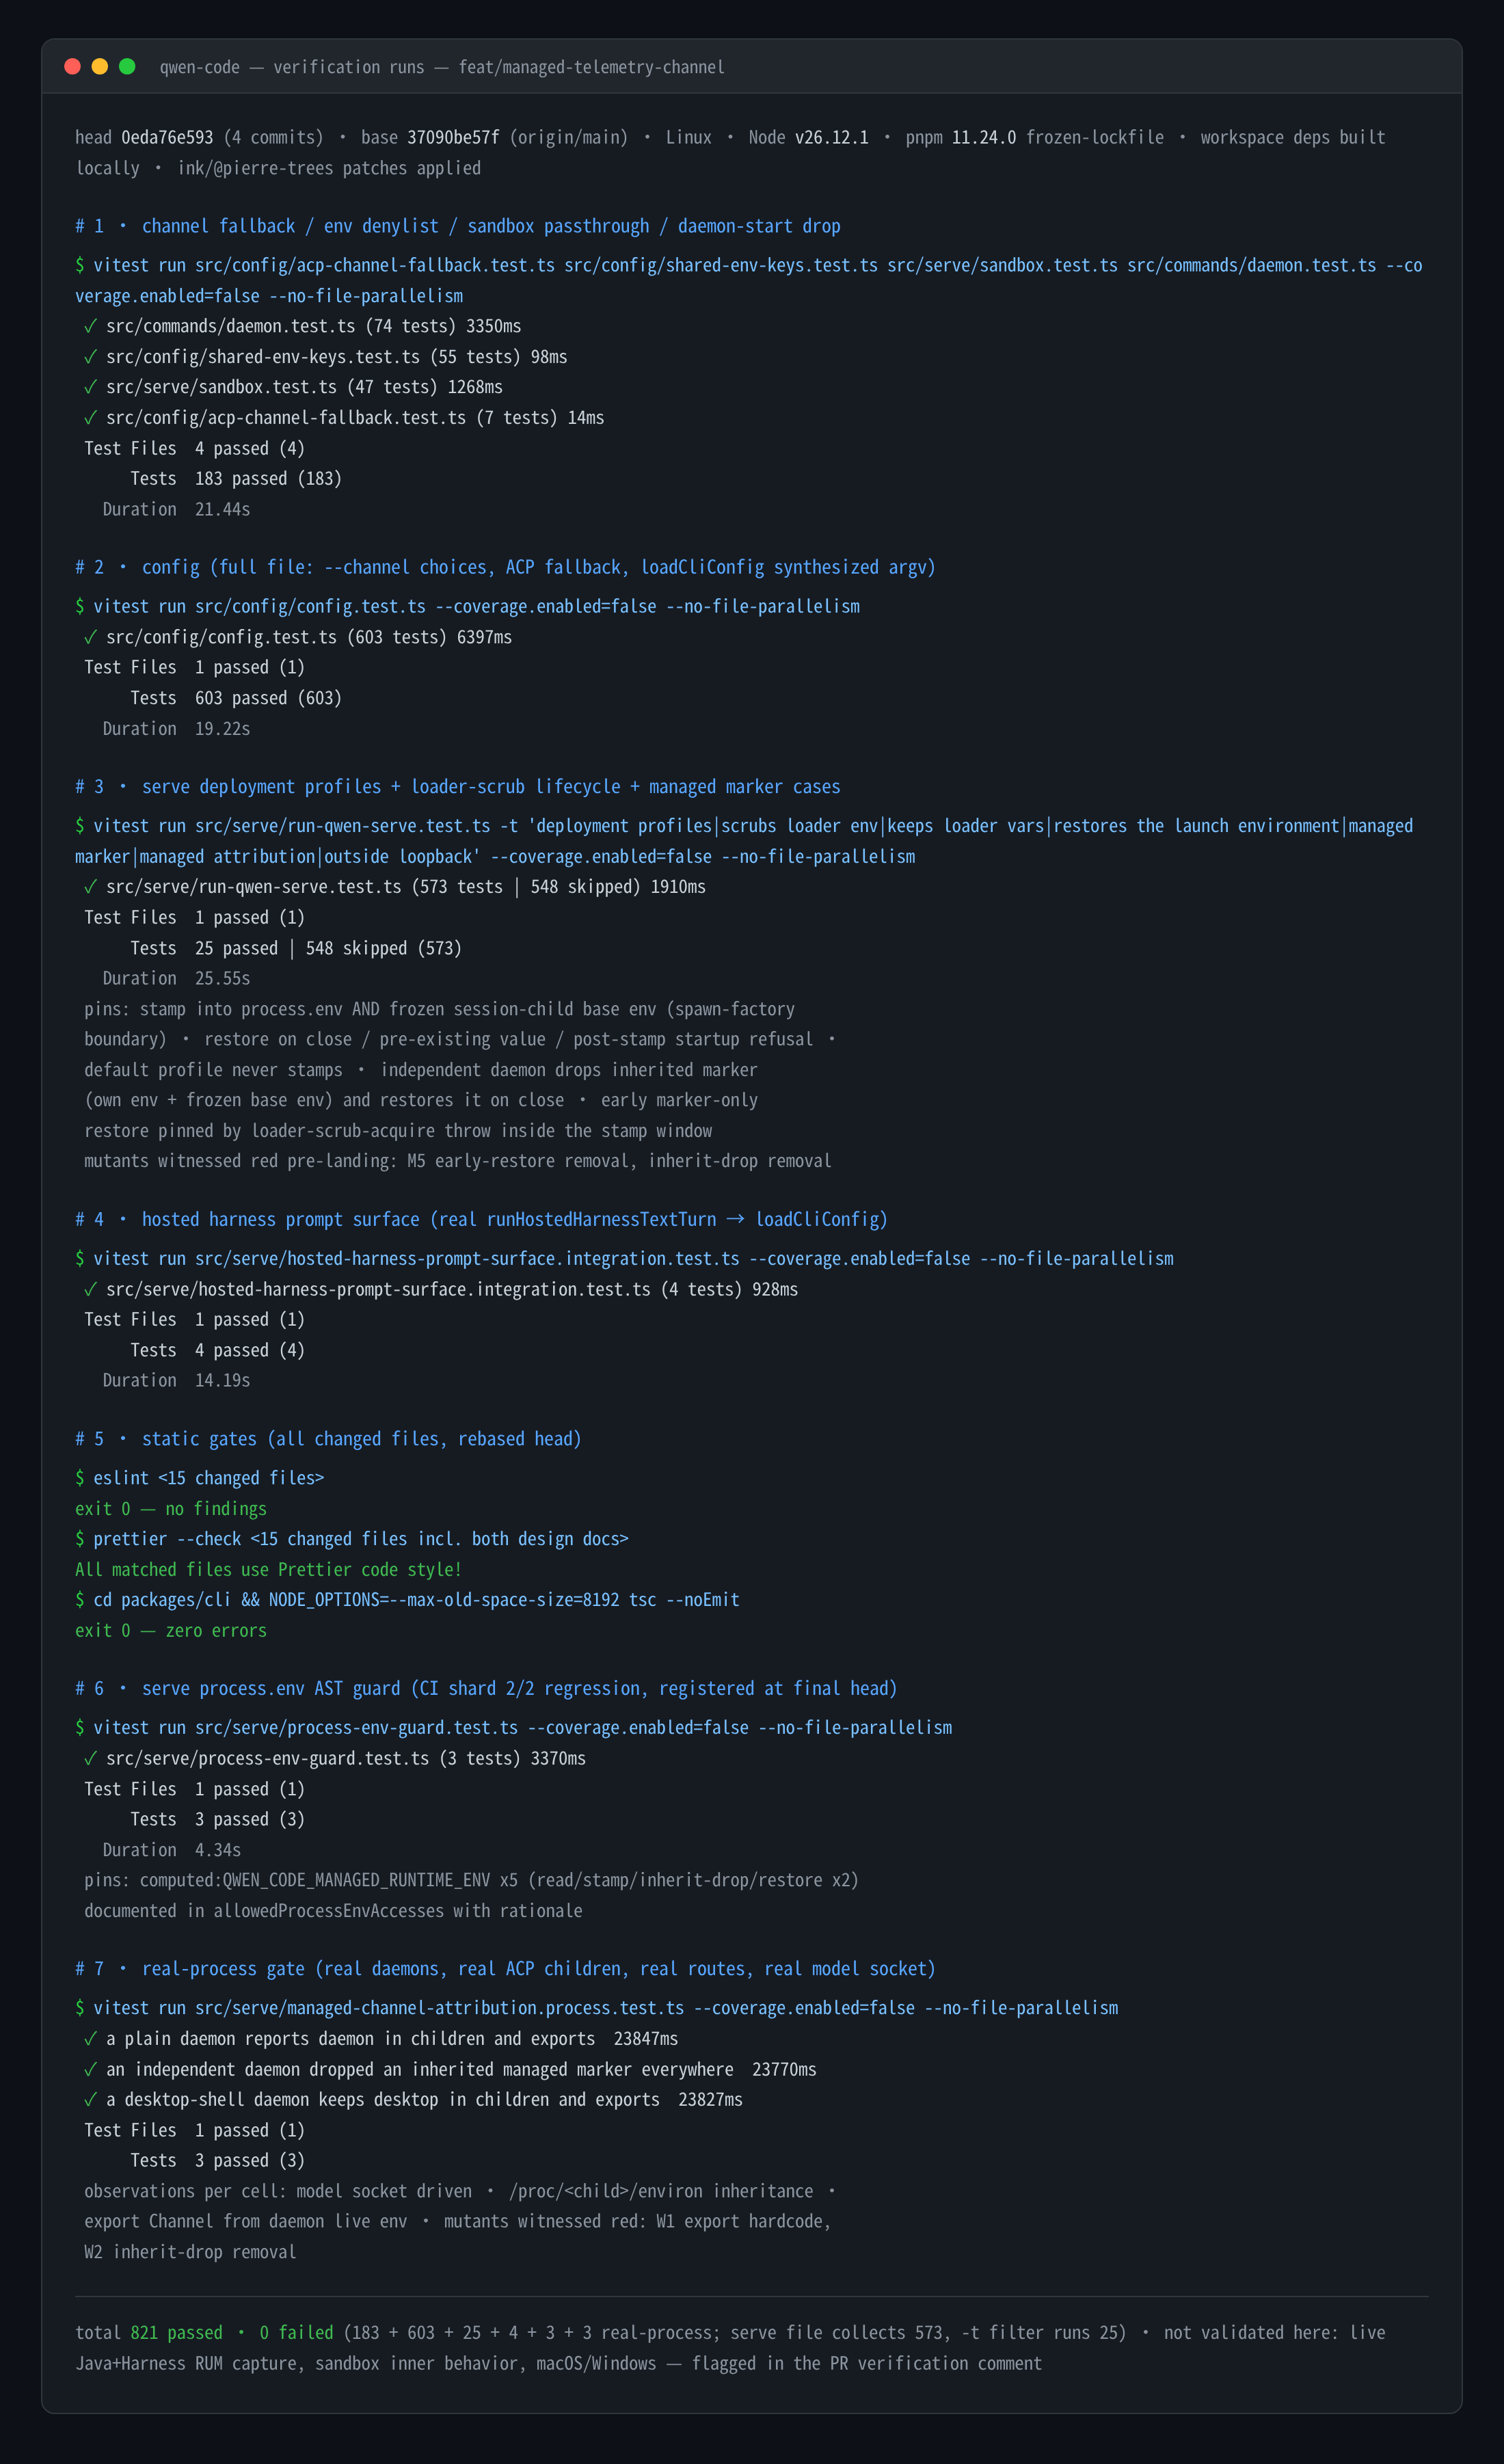 qwen-code — verification runs — feat/managed-telemetry-channel
head 0eda76e593 (4 commits) • base 37090be57f (origin/main) • Linux • Node v26.12.1 • pnpm 11.24.0 frozen-lockfile • workspace deps built
locally • ink/@pierre-trees patches applied
# 1 • channel fallback / env denylist / sandbox passthrough / daemon-start drop
$ vitest run src/config/acp-channel-fallback.test.ts src/config/shared-env-keys.test.ts src/serve/sandbox.test.ts src/commands/daemon.test.ts --co
verage.enabled=false --no-file-parallelism
✓ src/commands/daemon.test.ts (74 tests) 3350ms
✓ src/config/shared-env-keys.test.ts (55 tests) 98ms
✓ src/serve/sandbox.test.ts (47 tests) 1268ms
✓ src/config/acp-channel-fallback.test.ts (7 tests) 14ms
Test Files  4 passed (4)
Tests  183 passed (183)
Duration  21.44s
# 2 • config (full file: --channel choices, ACP fallback, loadCliConfig synthesized argv)
$ vitest run src/config/config.test.ts --coverage.enabled=false --no-file-parallelism
✓ src/config/config.test.ts (603 tests) 6397ms
Test Files  1 passed (1)
Tests  603 passed (603)
Duration  19.22s
# 3 • serve deployment profiles + loader-scrub lifecycle + managed marker cases
$ vitest run src/serve/run-qwen-serve.test.ts -t 'deployment profiles|scrubs loader env|keeps loader vars|restores the launch environment|managed
marker|managed attribution|outside loopback' --coverage.enabled=false --no-file-parallelism
✓ src/serve/run-qwen-serve.test.ts (573 tests | 548 skipped) 1910ms
Test Files  1 passed (1)
Tests  25 passed | 548 skipped (573)
Duration  25.55s
pins: stamp into process.env AND frozen session-child base env (spawn-factory
boundary) • restore on close / pre-existing value / post-stamp startup refusal •
default profile never stamps • independent daemon drops inherited marker
(own env + frozen base env) and restores it on close • early marker-only
restore pinned by loader-scrub-acquire throw inside the stamp window
mutants witnessed red pre-landing: M5 early-restore removal, inherit-drop removal
# 4 • hosted harness prompt surface (real runHostedHarnessTextTurn → loadCliConfig)
$ vitest run src/serve/hosted-harness-prompt-surface.integration.test.ts --coverage.enabled=false --no-file-parallelism
✓ src/serve/hosted-harness-prompt-surface.integration.test.ts (4 tests) 928ms
Test Files  1 passed (1)
Tests  4 passed (4)
Duration  14.19s
# 5 • static gates (all changed files, rebased head)
$ eslint <15 changed files>
exit 0 — no findings
$ prettier --check <15 changed files incl. both design docs>
All matched files use Prettier code style!
$ cd packages/cli && NODE_OPTIONS=--max-old-space-size=8192 tsc --noEmit
exit 0 — zero errors
# 6 • serve process.env AST guard (CI shard 2/2 regression, registered at final head)
$ vitest run src/serve/process-env-guard.test.ts --coverage.enabled=false --no-file-parallelism
✓ src/serve/process-env-guard.test.ts (3 tests) 3370ms
Test Files  1 passed (1)
Tests  3 passed (3)
Duration  4.34s
pins: computed:QWEN_CODE_MANAGED_RUNTIME_ENV x5 (read/stamp/inherit-drop/restore x2)
documented in allowedProcessEnvAccesses with rationale
# 7 • real-process gate (real daemons, real ACP children, real routes, real model socket)
$ vitest run src/serve/managed-channel-attribution.process.test.ts --coverage.enabled=false --no-file-parallelism
✓ a plain daemon reports daemon in children and exports  23847ms
✓ an independent daemon dropped an inherited managed marker everywhere  23770ms
✓ a desktop-shell daemon keeps desktop in children and exports  23827ms
Test Files  1 passed (1)
Tests  3 passed (3)
observations per cell: model socket driven • /proc/<child>/environ inheritance •
export Channel from daemon live env • mutants witnessed red: W1 export hardcode,
W2 inherit-drop removal
total 821 passed • 0 failed (183 + 603 + 25 + 4 + 3 + 3 real-process; serve file collects 573, -t filter runs 25) • not validated here: live
Java+Harness RUM capture, sandbox inner behavior, macOS/Windows — flagged in the PR verification comment